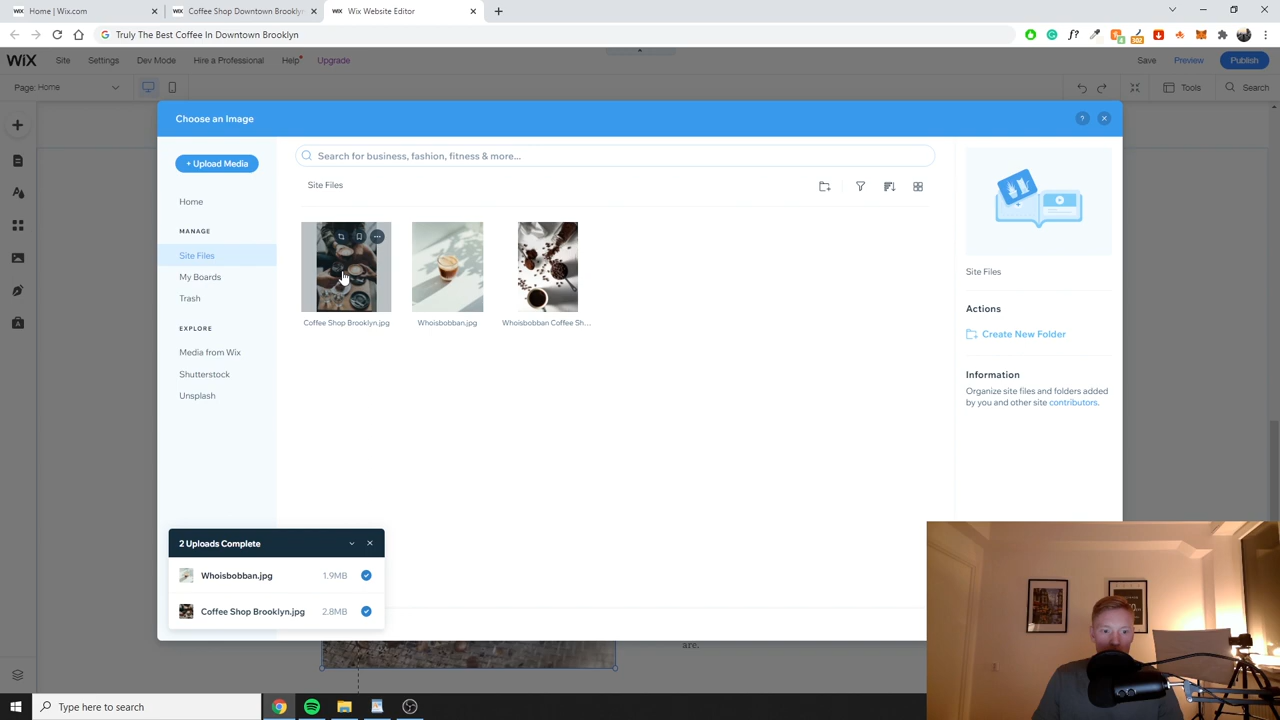 Home | Wix.com
Coffee Shop Downtown Brooklyn
Wix Website Editor
Truly The Best Coffee In Downtown Brooklyn
WiX Site Settings Dev Mode Hire a Professional Help Upgrade Save Preview Publish
Page: Home Tools Search
Choose an Image
+ Upload Media
Search for business, fashion, fitness & more...
Site Files
Home
MANAGE
Site Files
My Boards
Trash
EXPLORE
Media from Wix
Shutterstock
Unsplash
Coffee Shop Brooklyn.jpg
Whoisbobban.jpg
Whoisbobban Coffee Sh...
Site Files
Actions
Create New Folder
Information
Organize site files and folders added
by you and other site contributors.
2 Uploads Complete
Whoisbobban.jpg 1.9MB
Coffee Shop Brooklyn.jpg 2.8MB
are.
Type here to search